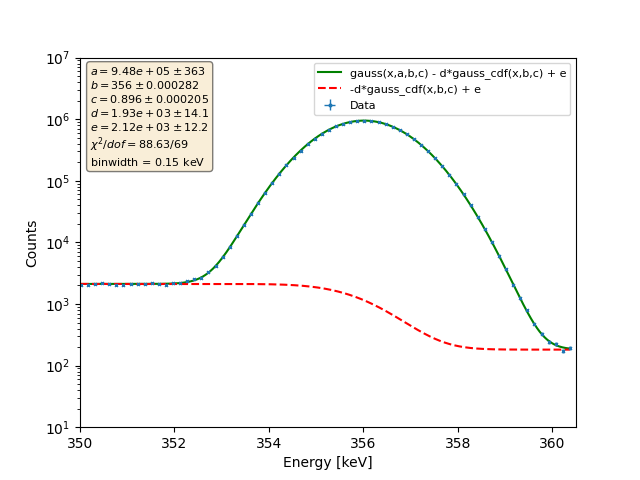 a = 9.48e + 05 ± 363
b = 356 ± 0.000282
c = 0.896 ± 0.000205
d = 1.93e + 03 ± 14.1
e = 2.12e + 03 ± 12.2
χ²/dof = 88.63/69
binwidth = 0.15 keV
gauss(x,a,b,c) - d*gauss_cdf(x,b,c) + e
-d*gauss_cdf(x,b,c) + e
Data
10⁷
10⁶
10⁵
10⁴
10³
10²
10¹
Counts
350 352 354 356 358 360
Energy [keV]